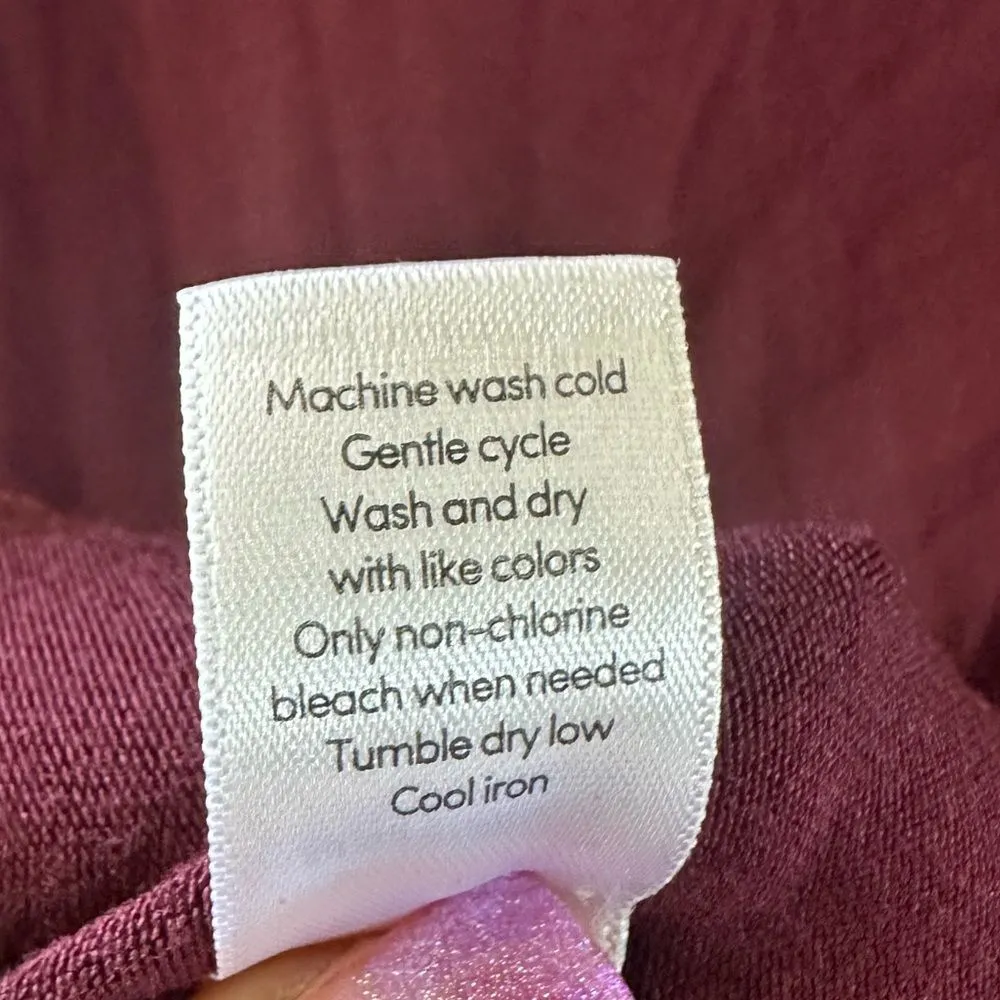 Machine wash cold
Gentle cycle
Wash and dry
with like colors
Only non-chlorine
bleach when needed
Tumble dry low
Cool iron